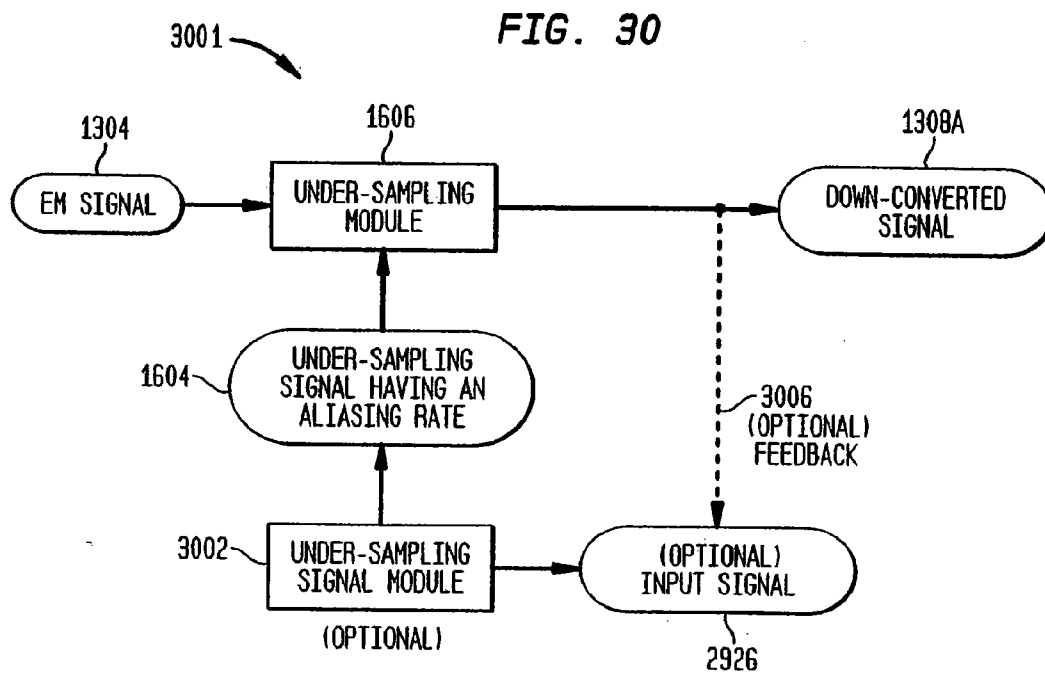 FIG. 30
3001
1304
1606
1308A
EM SIGNAL
UNDER-SAMPLING
MODULE
DOWN-CONVERTED
SIGNAL
1604
UNDER-SAMPLING
SIGNAL HAVING AN
ALIASING RATE
3006
(OPTIONAL)
FEEDBACK
3002
UNDER-SAMPLING
SIGNAL MODULE
(OPTIONAL)
(OPTIONAL)
INPUT SIGNAL
2926